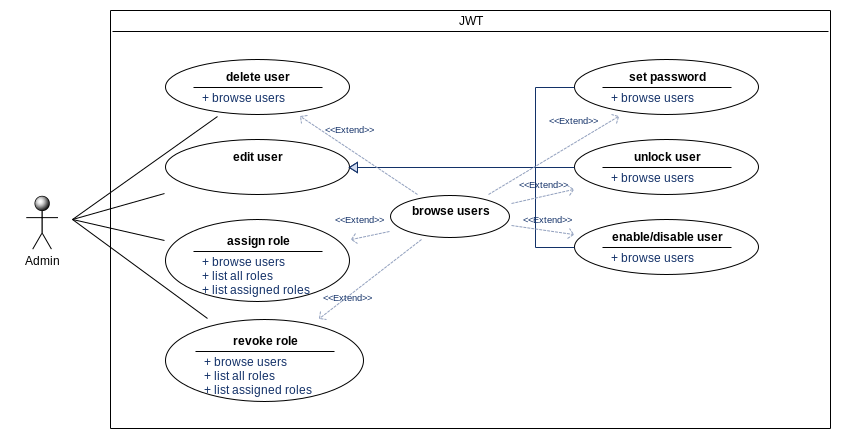 JWT
delete user
+ browse users
set password
+ browse users
<<Extend>>
<<Extend>>
edit user
unlock user
+ browse users
<<Extend>>
browse users
<<Extend>>
<<Extend>>
assign role
+ browse users
+ list all roles
+ list assigned roles
enable/disable user
+ browse users
Admin
<<Extend>>
revoke role
+ browse users
+ list all roles
+ list assigned roles